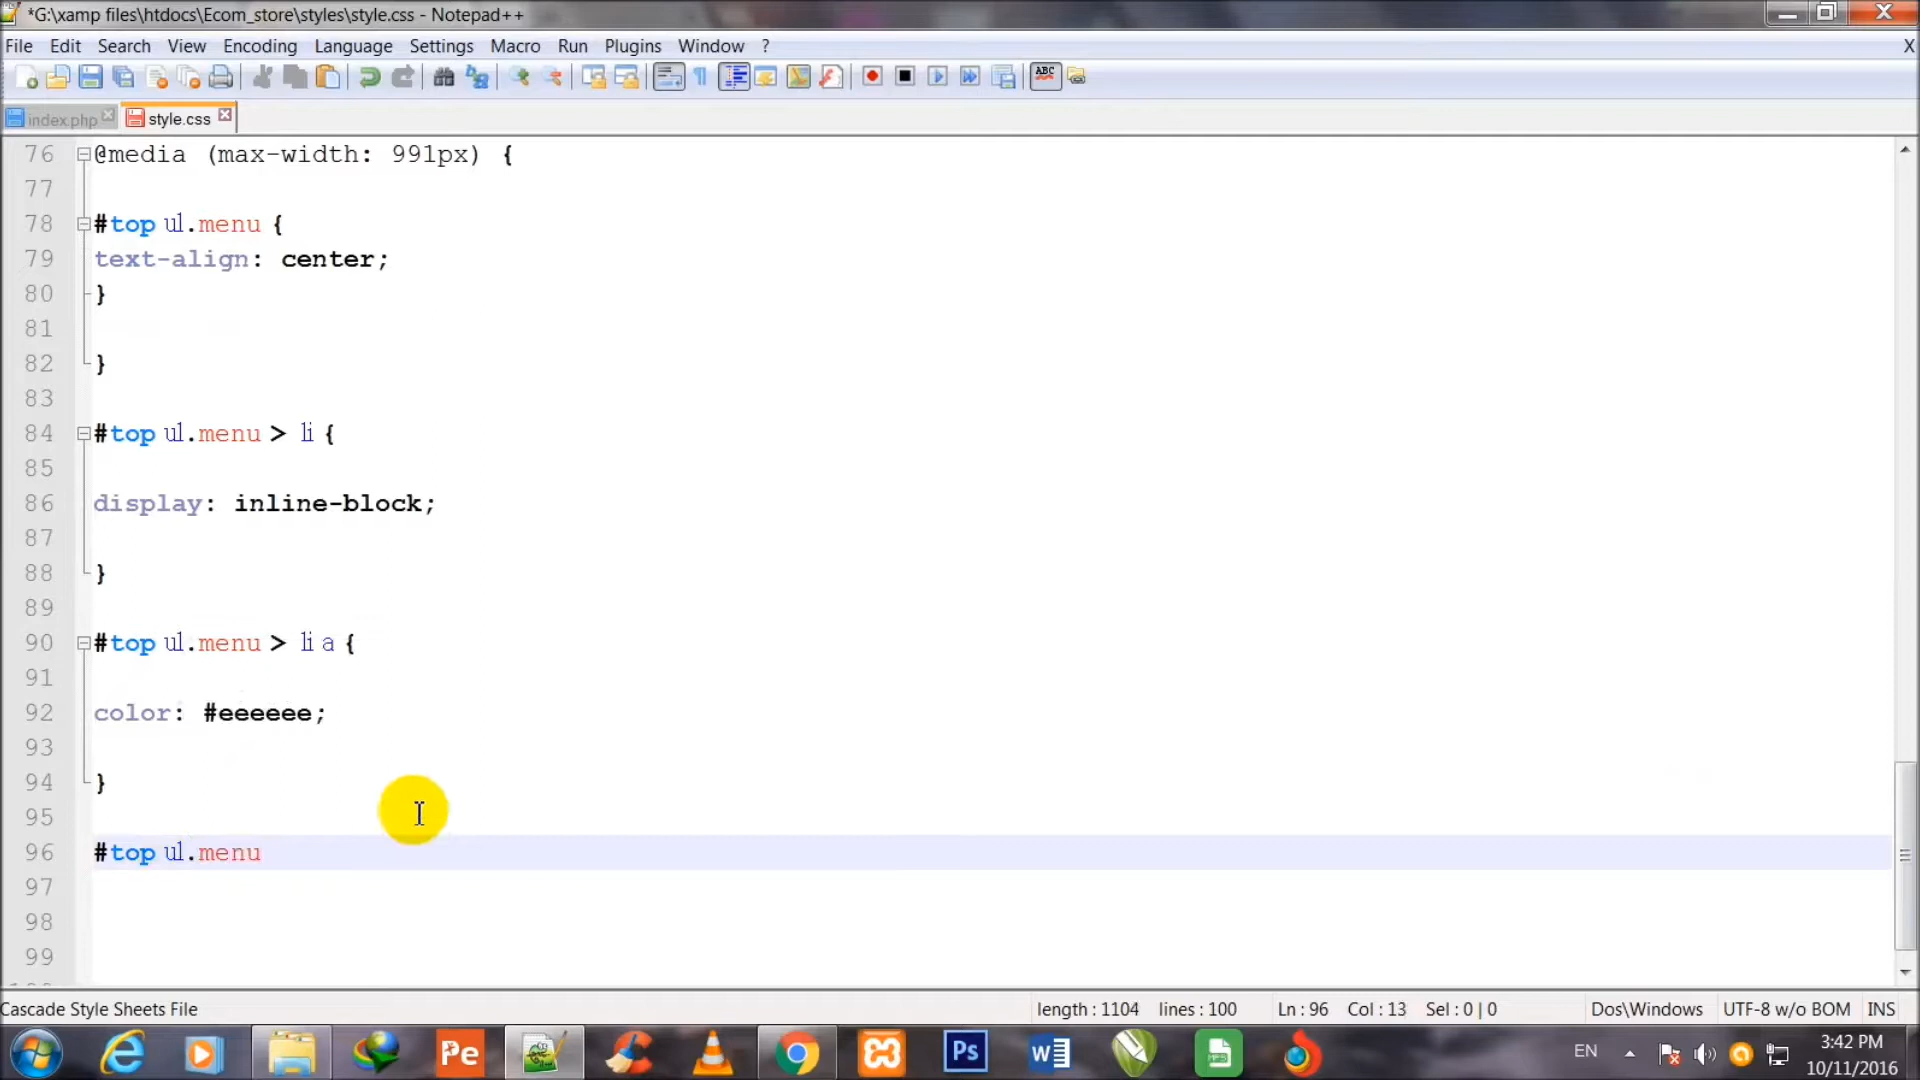 *G:\xamp files\htdocs\Ecom_store\styles\style.css - Notepad++
File Edit Search View Encoding Language Settings Macro Run Plugins Window ? X
ABC
index.php style.css
76 @media (max-width: 991px) {
77
78 #top ul.menu {
79 text-align: center;
80 }
81
82 }
83
84 #top ul.menu > li {
85
86 display: inline-block;
87
88 }
89
90 #top ul.menu > li a {
91
92 color: #eeeeee;
93
94 }
95
96 #top ul.menu
97
98
99
Cascade Style Sheets File length : 1104 lines : 100 Ln : 96 Col : 13 Sel : 0 | 0 Dos\Windows UTF-8 w/o BOM INS
Pe Ps W EN 3:42 PM
10/11/2016